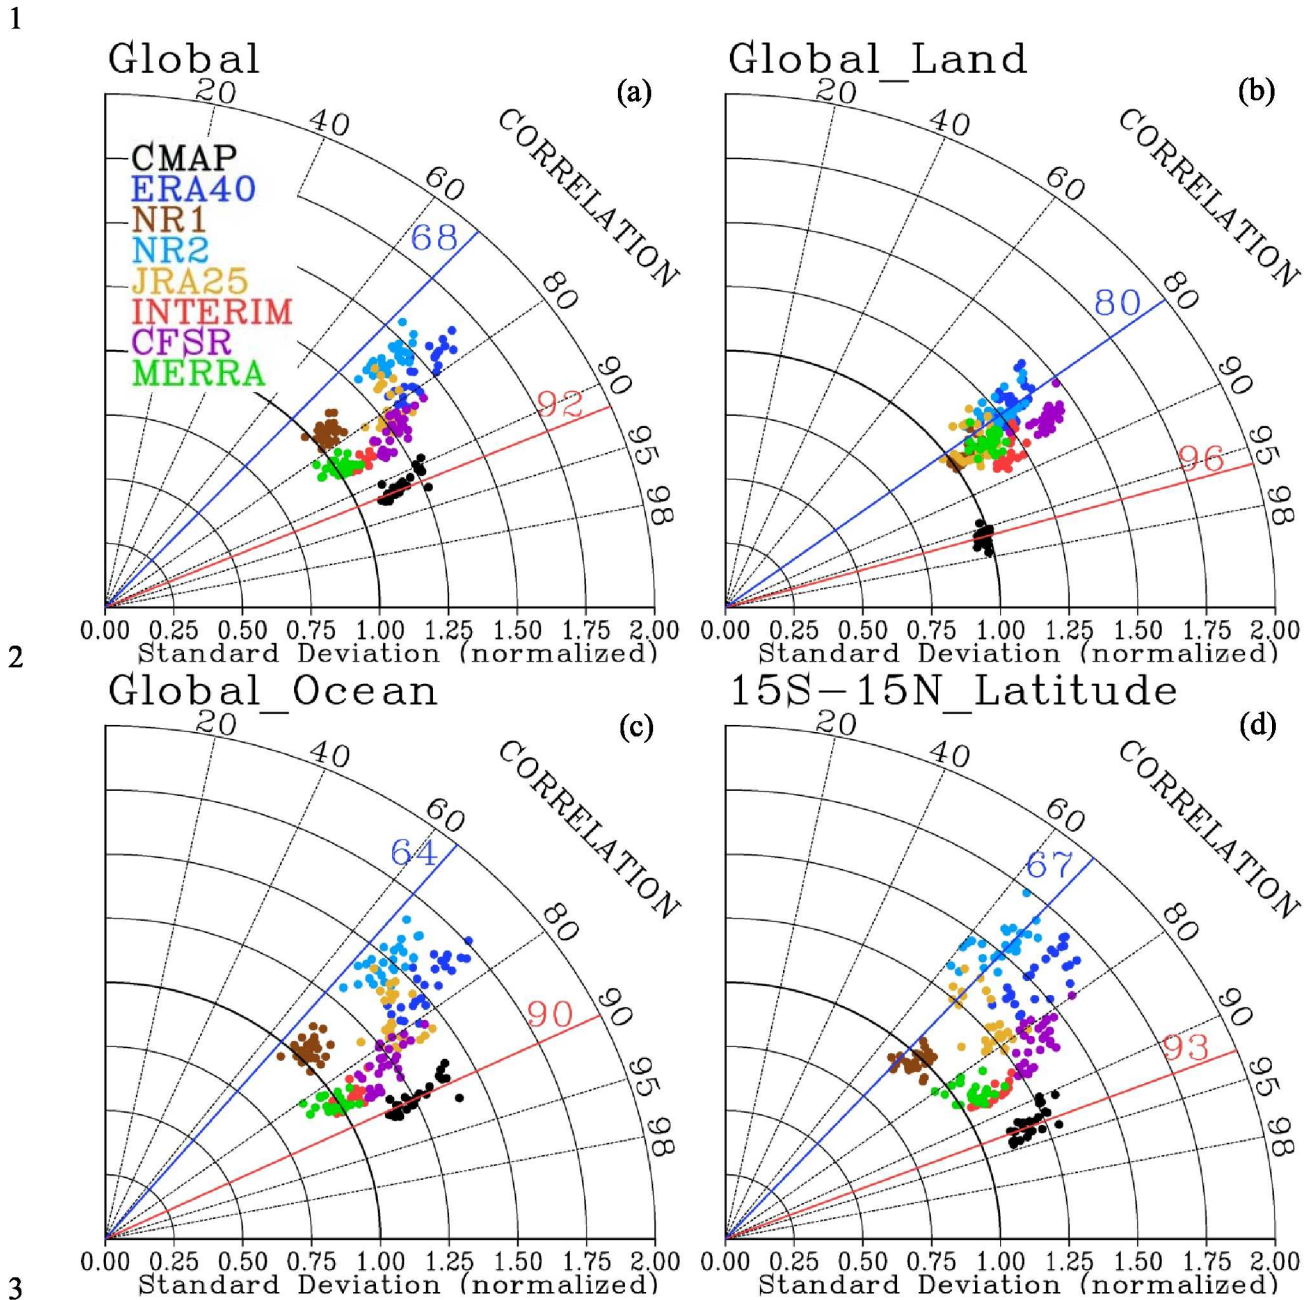 1
Global
(a)
20
40
60
80
90
95
98
CORRELATION
CMAP
ERA40
NR1
NR2
JRA25
INTERIM
CFSR
MERRA
68
92
0.00 0.25 0.50 0.75 1.00 1.25 1.50 1.75 2.00
Standard Deviation (normalized)
Global_Land
(b)
20
40
60
80
90
95
98
CORRELATION
80
96
0.00 0.25 0.50 0.75 1.00 1.25 1.50 1.75 2.00
Standard Deviation (normalized)
2
Global_Ocean
(c)
20
40
60
80
90
95
98
CORRELATION
64
90
0.00 0.25 0.50 0.75 1.00 1.25 1.50 1.75 2.00
Standard Deviation (normalized)
15S-15N_Latitude
(d)
20
40
60
80
90
95
98
CORRELATION
67
93
0.00 0.25 0.50 0.75 1.00 1.25 1.50 1.75 2.00
Standard Deviation (normalized)
3